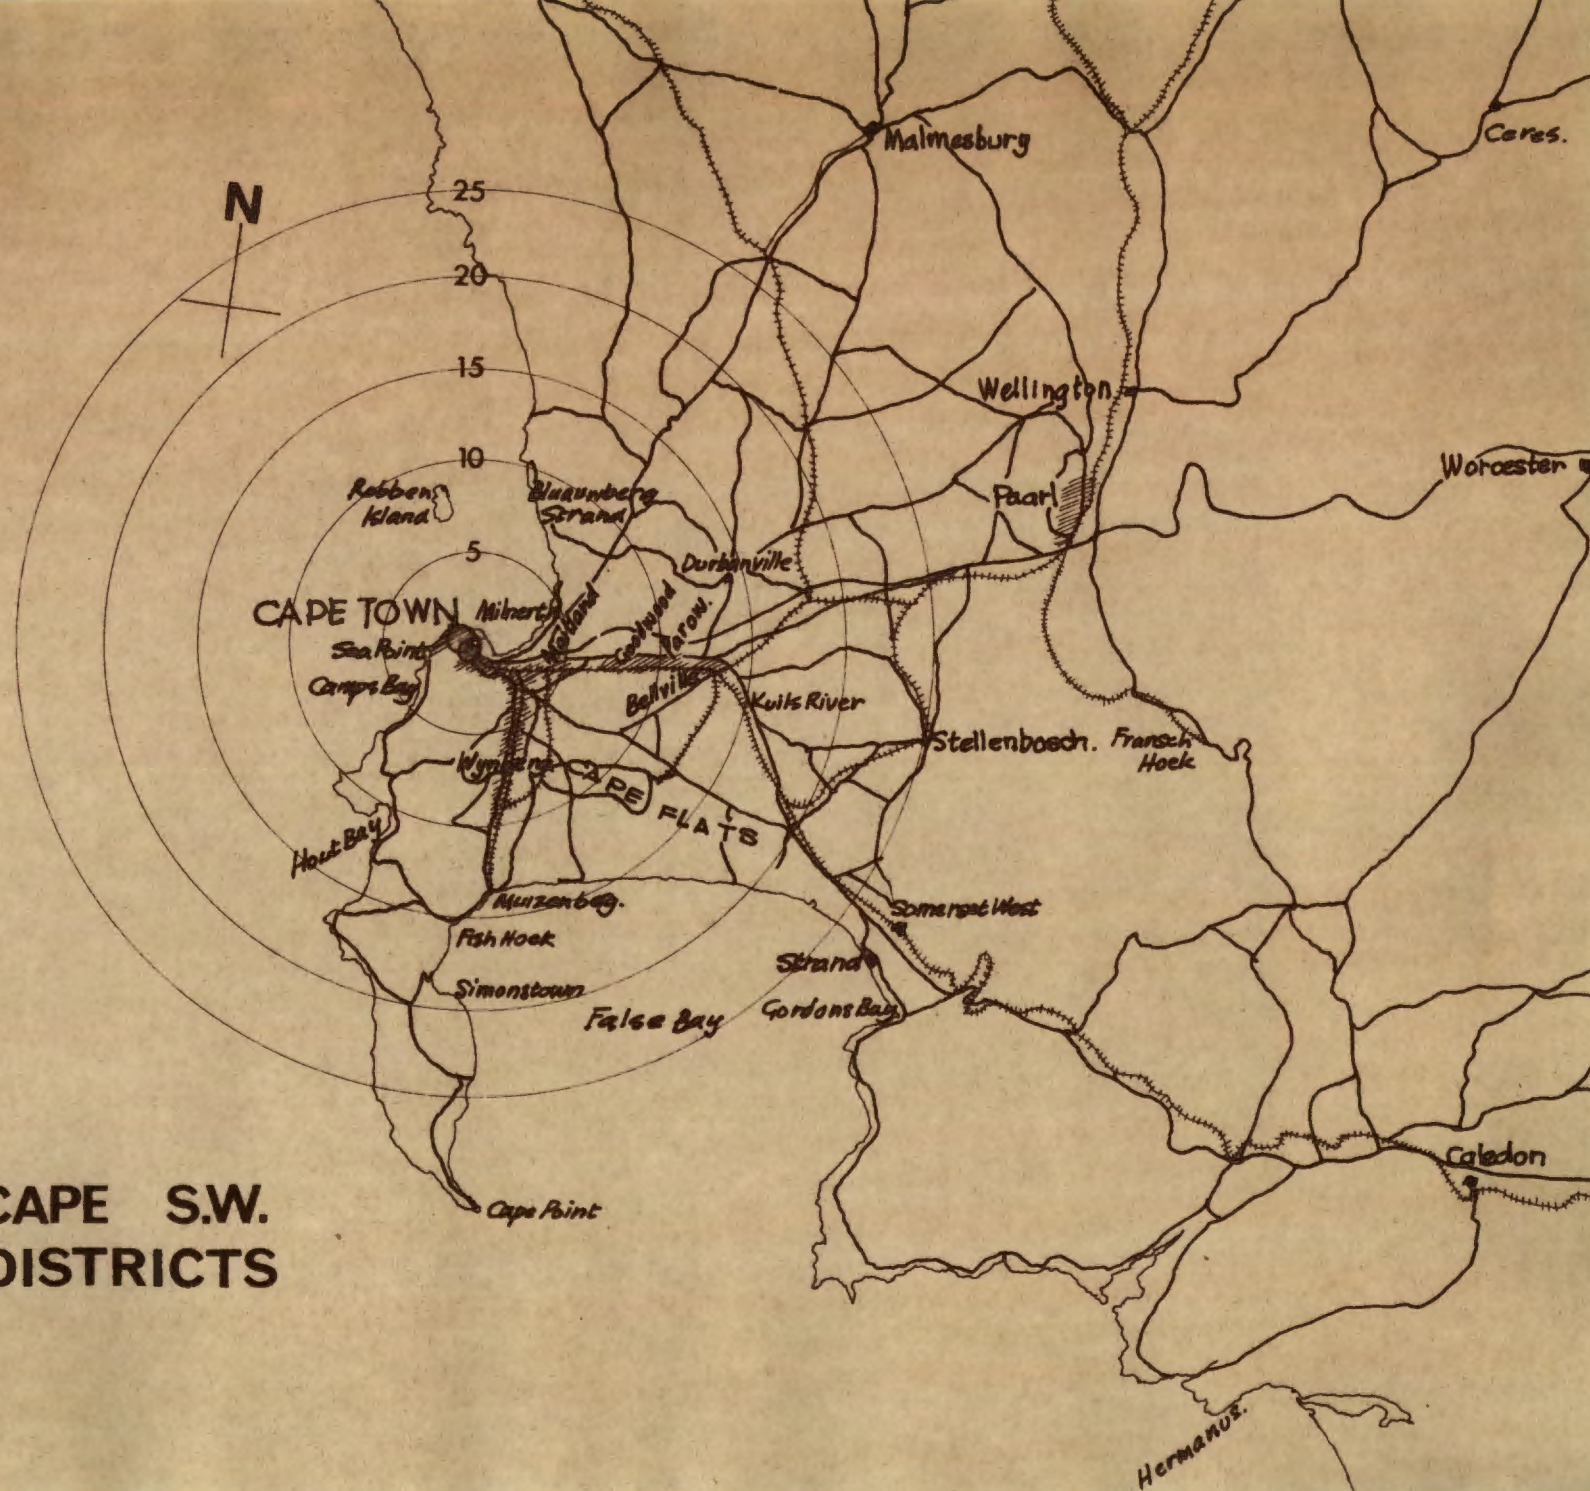 Malmesbury
Ceres.
N
25
20
15
Wellington
10
Worcester
Robben
Island
Blaauwberg
Strand
Paarl
5
Durbanville
CAPE TOWN
Milnerton
Maitland
Goodwood
Parow.
Sea Point
Camps Bay
Bellville
Kuils River
Stellenbosch.
Fransch
Hoek
Wynberg
CAPE FLATS
Hout Bay
Muizenberg.
Somerset West
Fish Hoek
Strand
Simonstown
False Bay
Gordons Bay
Caledon
CAPE S.W.
DISTRICTS
Cape Point
Hermanus.